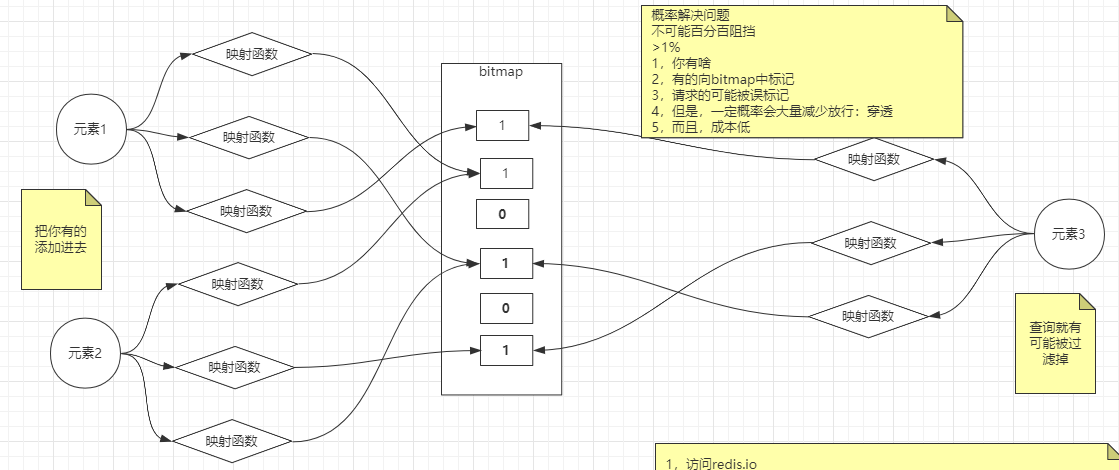 概率解决问题
不可能百分百阻挡
>1%
1，你有啥
2，有的向bitmap中标记
3，请求的可能被误标记
4，但是，一定概率会大量减少放行：穿透
5，而且，成本低
bitmap
元素1
映射函数
映射函数
映射函数
把你有的
添加进去
元素2
映射函数
映射函数
映射函数
1
1
0
1
0
1
映射函数
映射函数
映射函数
元素3
查询就有
可能被过
滤掉
1，访问redis.io